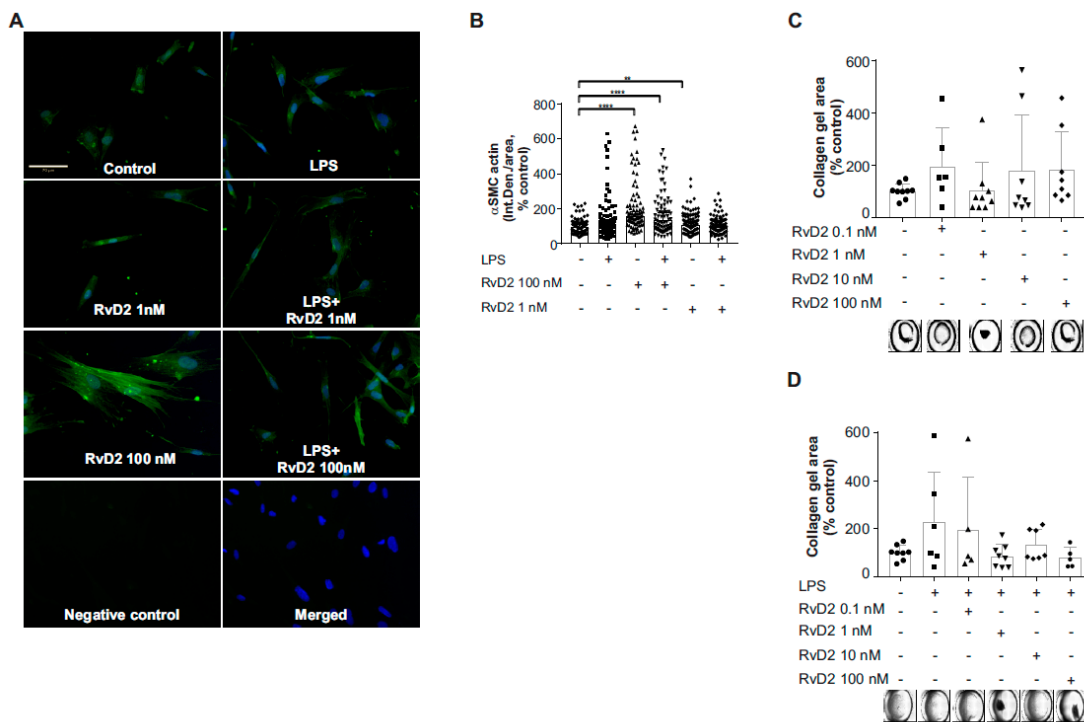 A
Control
LPS
RvD2 1nM
LPS+
RvD2 1nM
RvD2 100 nM
LPS+
RvD2 100nM
Negative control
Merged
B
αSMC actin
(Int.Den./area,
% control)
800
600
400
200
0
**
****
****
LPS - + - + - +
RvD2 100 nM - - + + - -
RvD2 1 nM - - - - + +
C
Collagen gel area
(% control)
600
400
200
0
RvD2 0.1 nM - + - - -
RvD2 1 nM - - + - -
RvD2 10 nM - - - + -
RvD2 100 nM - - - - +
D
Collagen gel area
(% control)
600
400
200
0
LPS - + + + + +
RvD2 0.1 nM - - + - - -
RvD2 1 nM - - - + - -
RvD2 10 nM - - - - + -
RvD2 100 nM - - - - - +